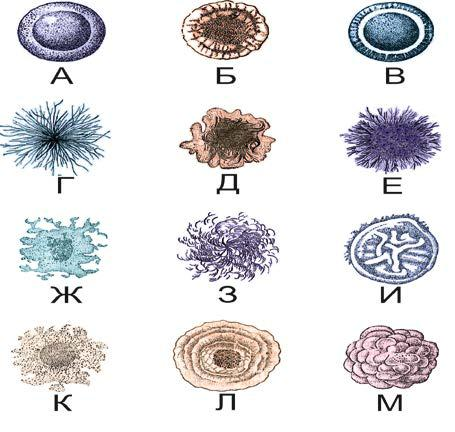 А Б В
Г Д Е
Ж З И
К Л М